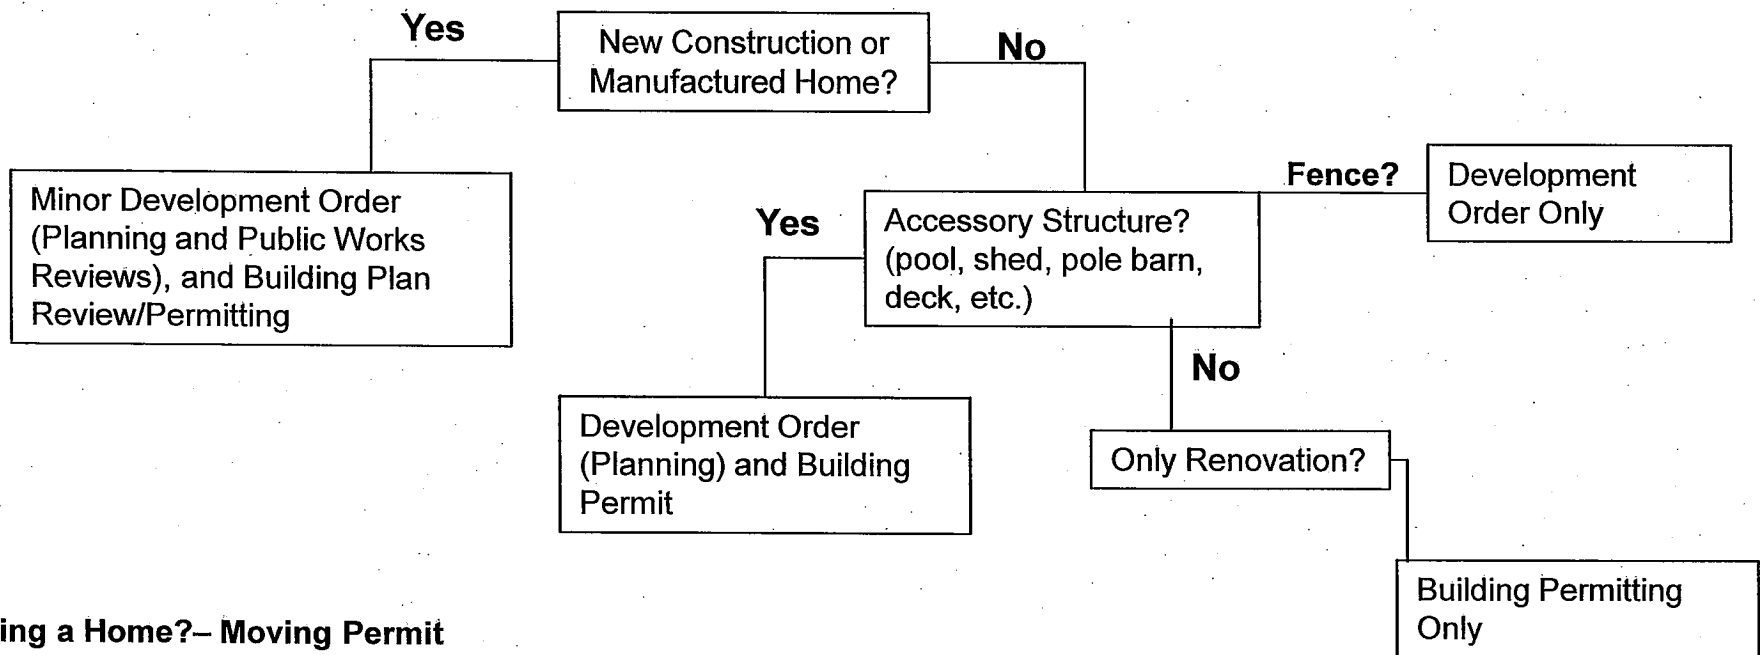 Yes
New Construction or
Manufactured Home?
No
Minor Development Order
(Planning and Public Works
Reviews), and Building Plan
Review/Permitting
Yes
Accessory Structure?
(pool, shed, pole barn,
deck, etc.)
Fence?
Development
Order Only
No
Development Order
(Planning) and Building
Permit
Only Renovation?
Building Permitting
Only
ing a Home?– Moving Permit